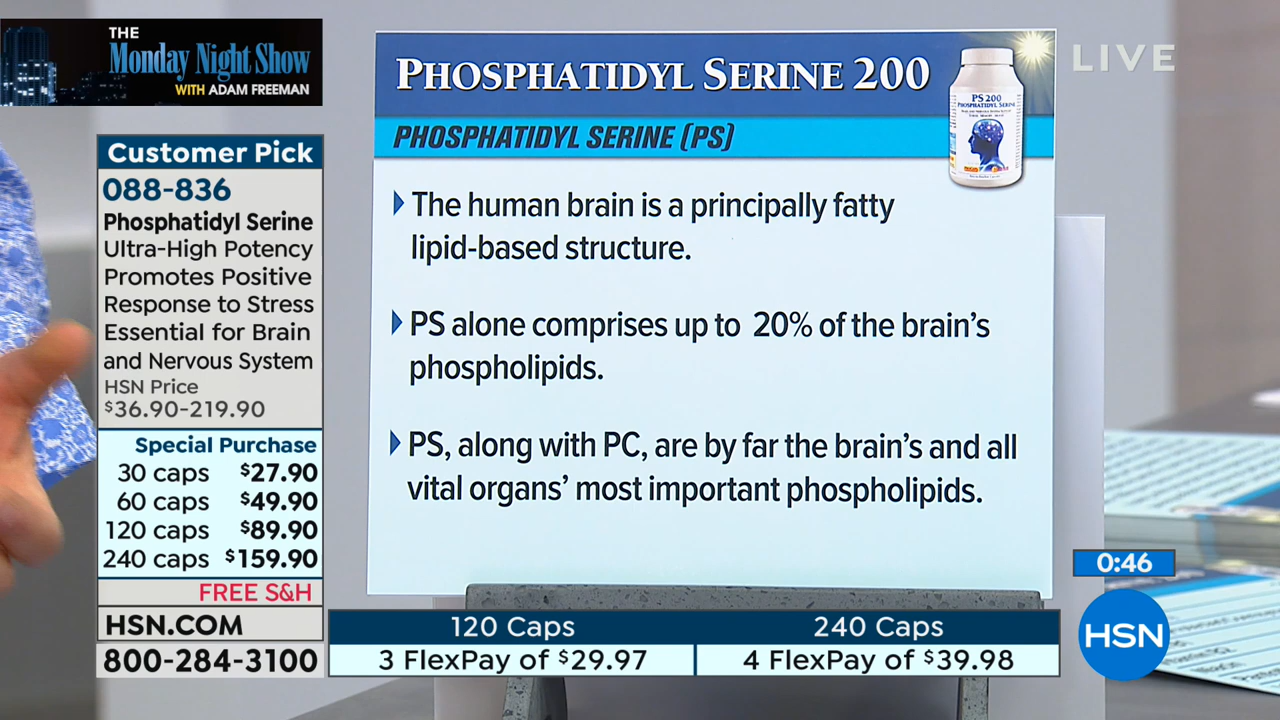 THE
Monday Night Show
WITH ADAM FREEMAN
Customer Pick
088-836
Phosphatidyl Serine
Ultra-High Potency
Promotes Positive
Response to Stress
Essential for Brain
and Nervous System
HSN Price
$36.90-219.90
Special Purchase
30 caps $27.90
60 caps $49.90
120 caps $89.90
240 caps $159.90
FREE S&H
HSN.COM
800-284-3100
PHOSPHATIDYL SERINE 200
PHOSPHATIDYL SERINE (PS)
The human brain is a principally fatty
lipid-based structure.
PS alone comprises up to 20% of the brain's
phospholipids.
PS, along with PC, are by far the brain's and all
vital organs' most important phospholipids.
PS 200
PHOSPHATIDYL SERINE
LIVE
0:46
HSN
120 Caps
3 FlexPay of $29.97
240 Caps
4 FlexPay of $39.98